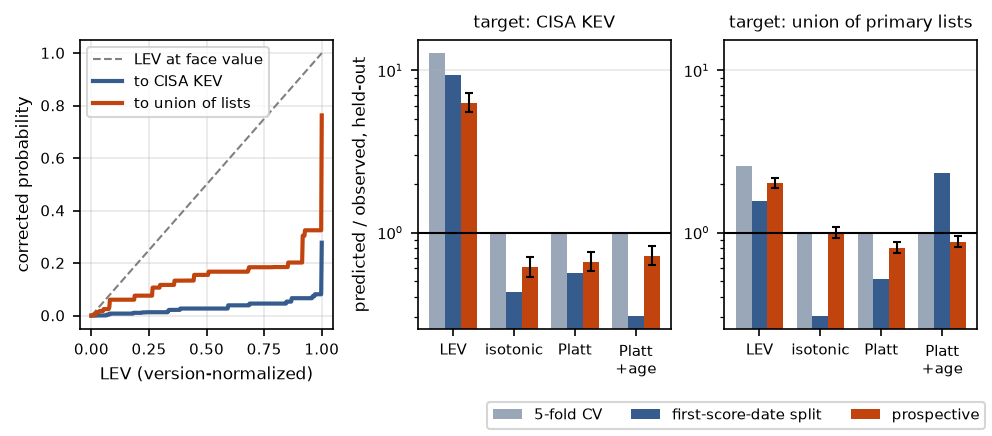 target: CISA KEV
target: union of primary lists
LEV at face value
to CISA KEV
to union of lists
corrected probability
1.0
0.8
0.6
0.4
0.2
0.0
0.00
0.25
0.50
0.75
1.00
LEV (version-normalized)
predicted / observed, held-out
10¹
10⁰
LEV
isotonic
Platt
Platt
+age
10¹
10⁰
LEV
isotonic
Platt
Platt
+age
5-fold CV
first-score-date split
prospective